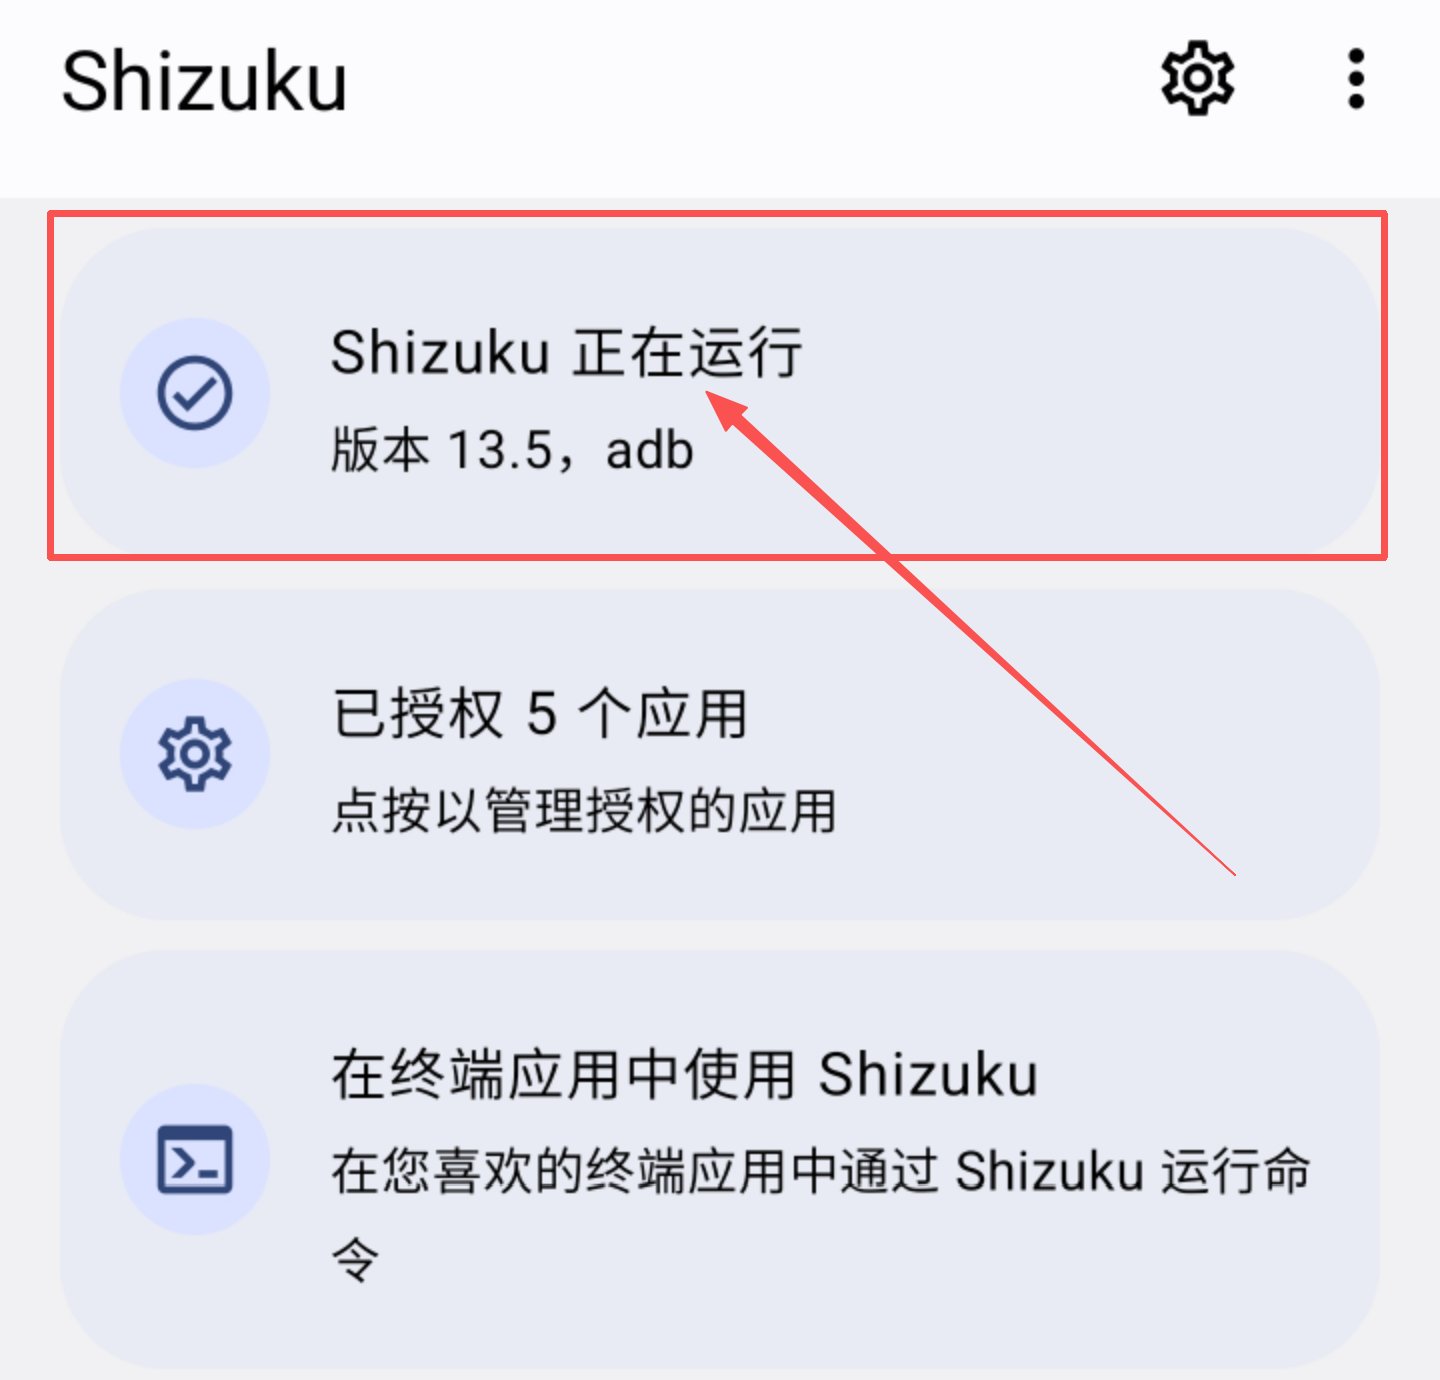 Shizuku
Shizuku 正在运行
版本 13.5，adb
已授权 5 个应用
点按以管理授权的应用
在终端应用中使用 Shizuku
在您喜欢的终端应用中通过 Shizuku 运行命
令